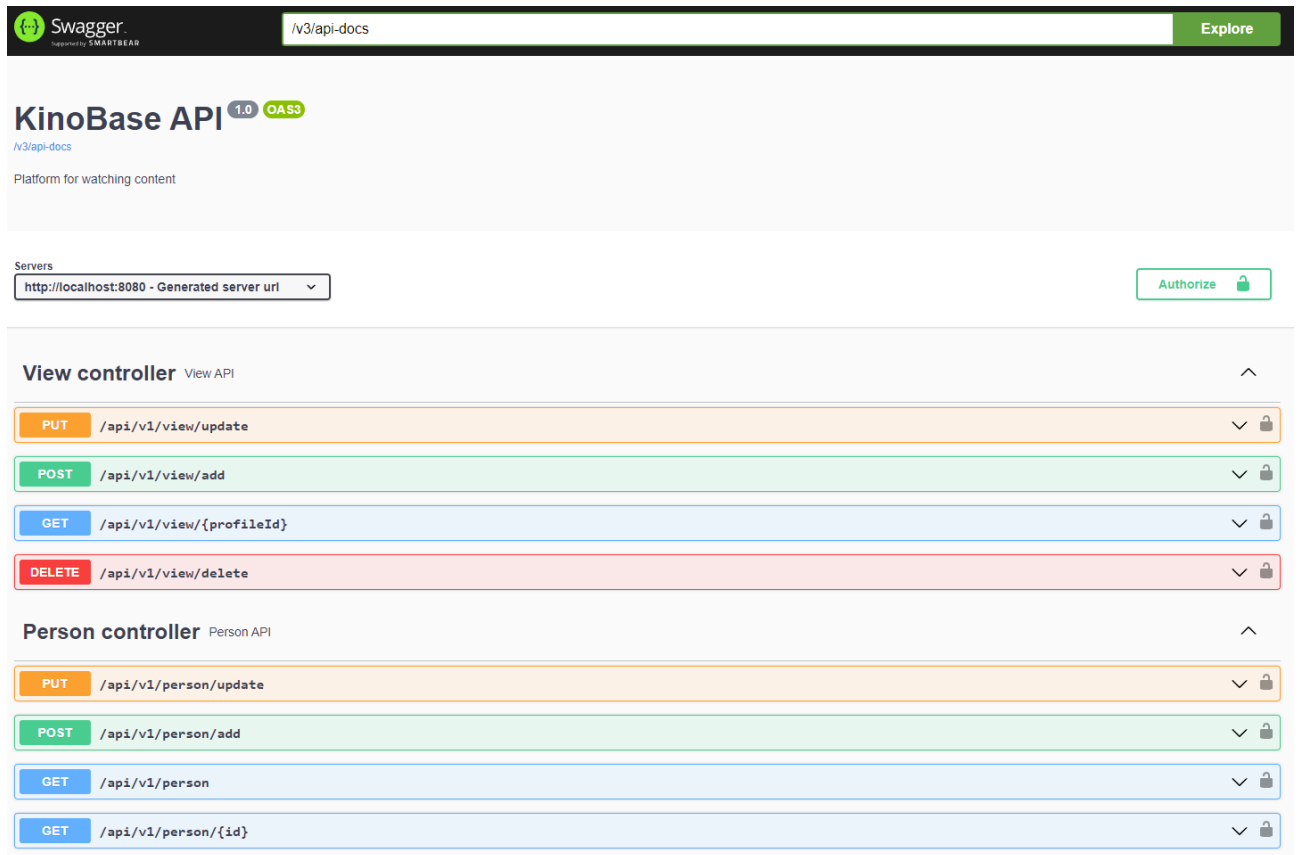 Swagger.
Supported by SMARTBEAR
/v3/api-docs
Explore
KinoBase API 1.0 OAS3
/v3/api-docs
Platform for watching content
Servers
http://localhost:8080 - Generated server url
Authorize
View controller View API
PUT /api/v1/view/update
POST /api/v1/view/add
GET /api/v1/view/{profileId}
DELETE /api/v1/view/delete
Person controller Person API
PUT /api/v1/person/update
POST /api/v1/person/add
GET /api/v1/person
GET /api/v1/person/{id}